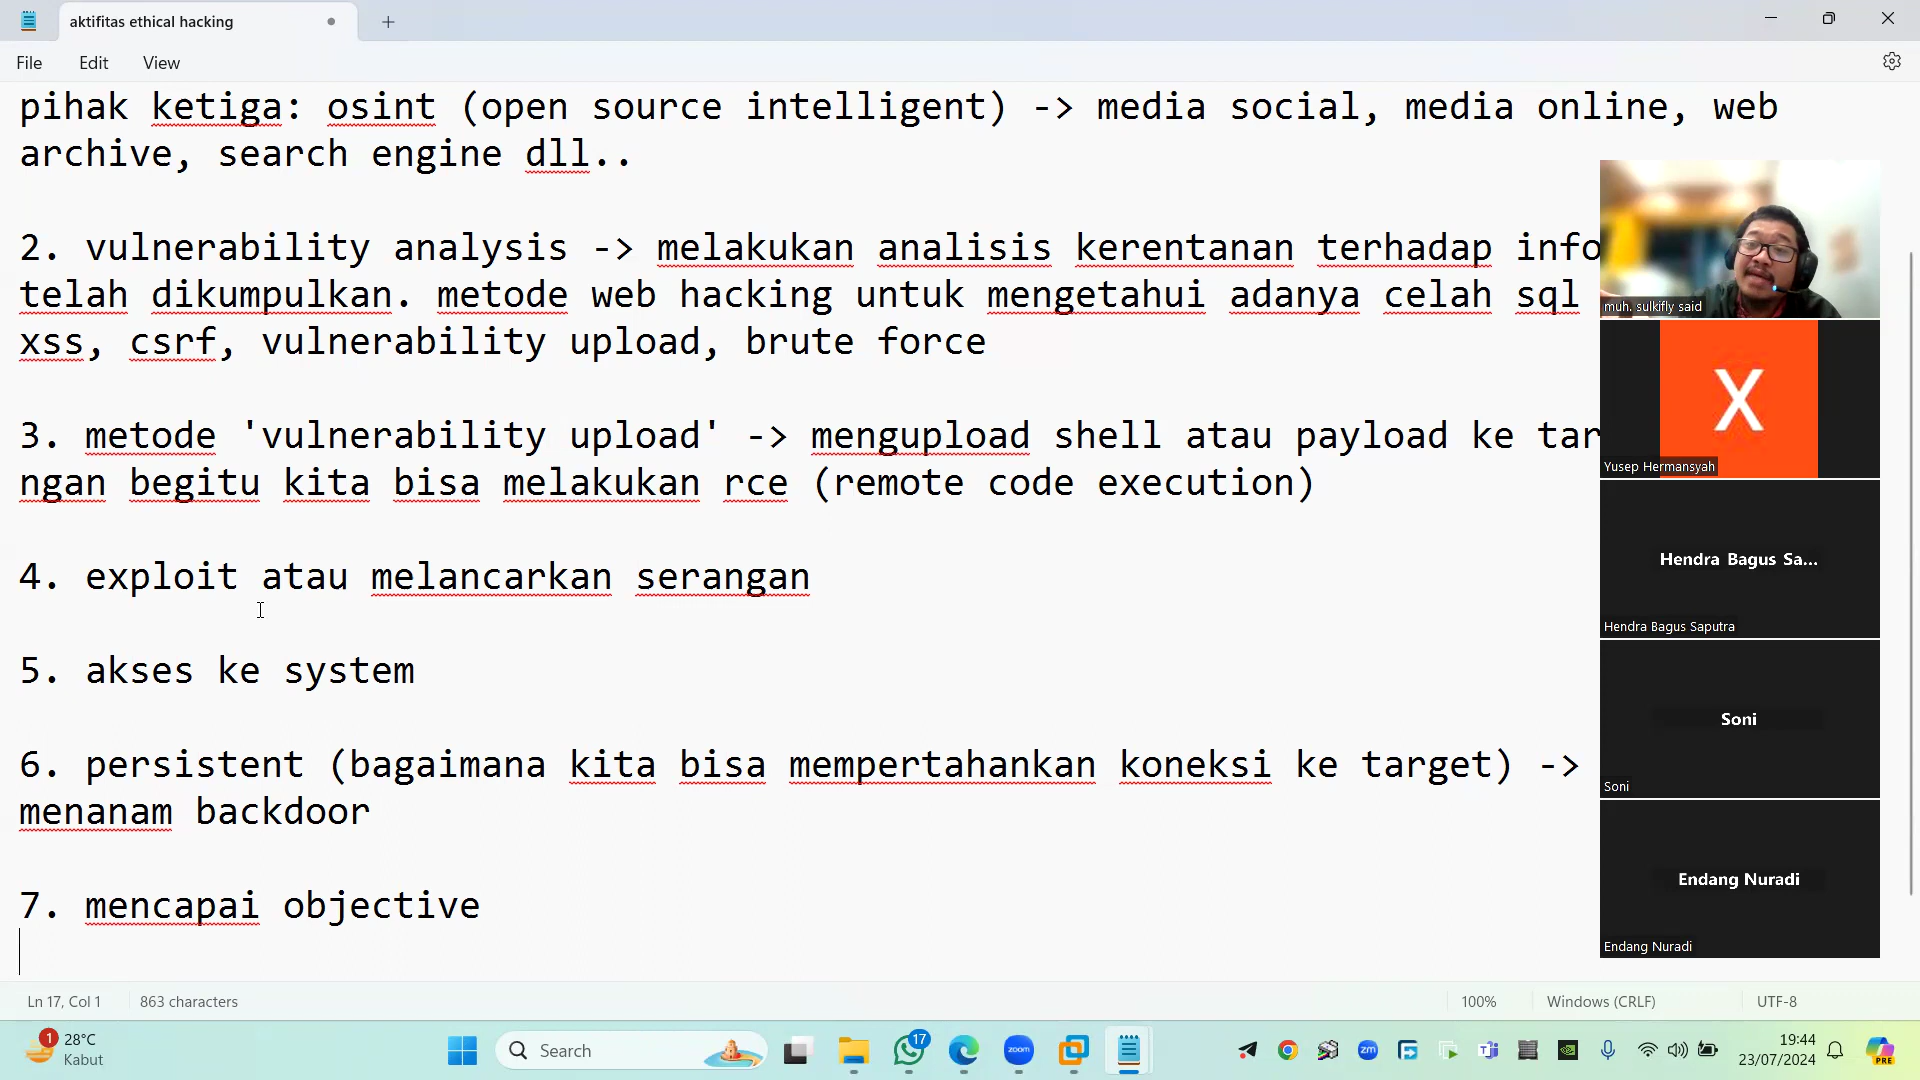 aktifitas ethical hacking
File Edit View
pihak ketiga: osint (open source intelligent) -> media social, media online, web
archive, search engine dll..
2. vulnerability analysis -> melakukan analisis kerentanan terhadap info
telah dikumpulkan. metode web hacking untuk mengetahui adanya celah sql
xss, csrf, vulnerability upload, brute force
3. metode 'vulnerability upload' -> mengupload shell atau payload ke tar
ngan begitu kita bisa melakukan rce (remote code execution)
4. exploit atau melancarkan serangan
5. akses ke system
6. persistent (bagaimana kita bisa mempertahankan koneksi ke target) ->
menanam backdoor
7. mencapai objective
muh. sulkifly said
X
Yusep Hermansyah
Hendra Bagus Sa...
Hendra Bagus Saputra
Soni
Soni
Endang Nuradi
Endang Nuradi
Ln 17, Col 1 863 characters 100% Windows (CRLF) UTF-8
1 28°C
Kabut
Search
17
zoom
zm
PRE
19:44
23/07/2024